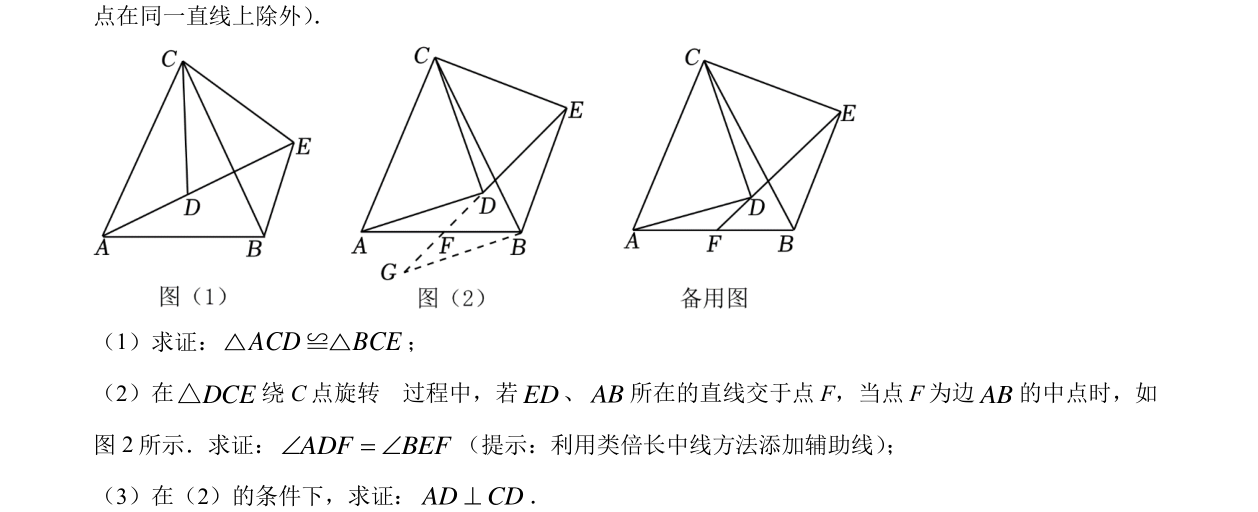 点在同一直线上除外）．
C
E
D
A
B
图（1）
C
E
D
A
F
B
G
图（2）
C
E
D
A
F
B
备用图
（1）求证：△ACD≌△BCE；
（2）在△DCE绕C点旋转 过程中，若ED、AB所在的直线交于点F，当点F为边AB的中点时，如
图2所示．求证：∠ADF＝∠BEF（提示：利用类倍长中线方法添加辅助线）；
（3）在（2）的条件下，求证：AD⊥CD．